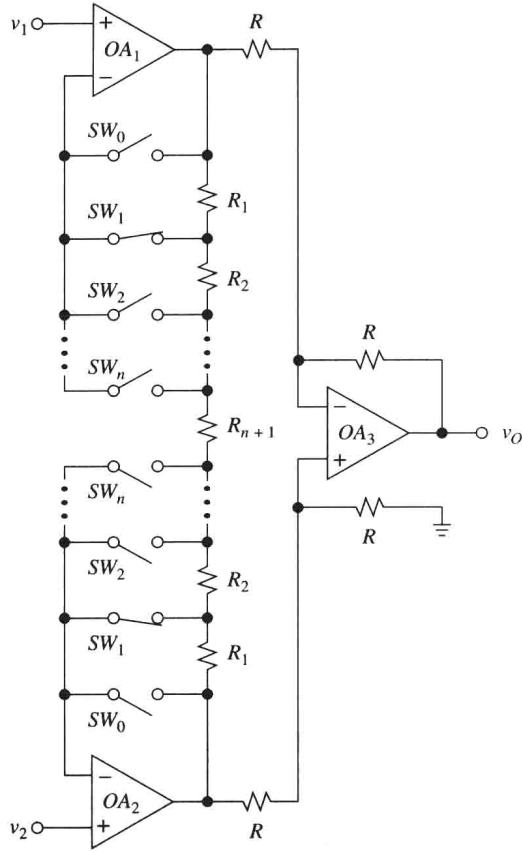 v₁ + OA₁ R
−
SW₀
R₁
SW₁
R₂
SW₂
R
SWₙ
Rₙ ₊ ₁
− OA₃ v_O
+
SWₙ
R
SW₂
R₂
SW₁
R₁
SW₀
−
OA₂
v₂ + R